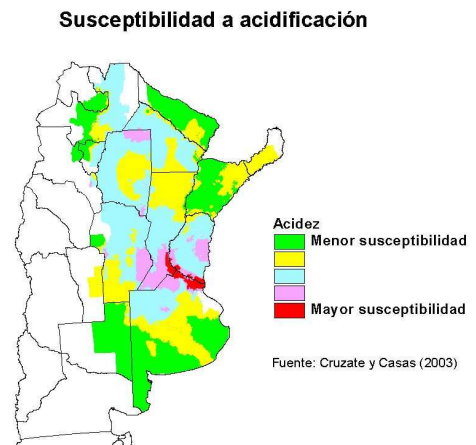 Susceptibilidad a acidificación
Acidez
Menor susceptibilidad
Mayor susceptibilidad
Fuente: Cruzate y Casas (2003)